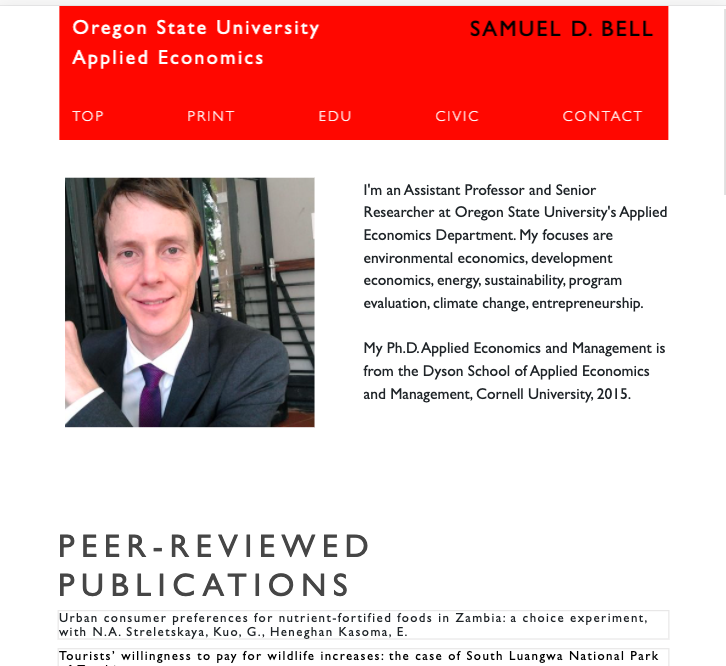 Oregon State University
Applied Economics
SAMUEL D. BELL
TOP PRINT EDU CIVIC CONTACT
I'm an Assistant Professor and Senior
Researcher at Oregon State University's Applied
Economics Department. My focuses are
environmental economics, development
economics, energy, sustainability, program
evaluation, climate change, entrepreneurship.
My Ph.D. Applied Economics and Management is
from the Dyson School of Applied Economics
and Management, Cornell University, 2015.
PEER-REVIEWED
PUBLICATIONS
Urban consumer preferences for nutrient-fortified foods in Zambia: a choice experiment,
with N.A. Streletskaya, Kuo, G., Heneghan Kasoma, E.
Tourists' willingness to pay for wildlife increases: the case of South Luangwa National Park